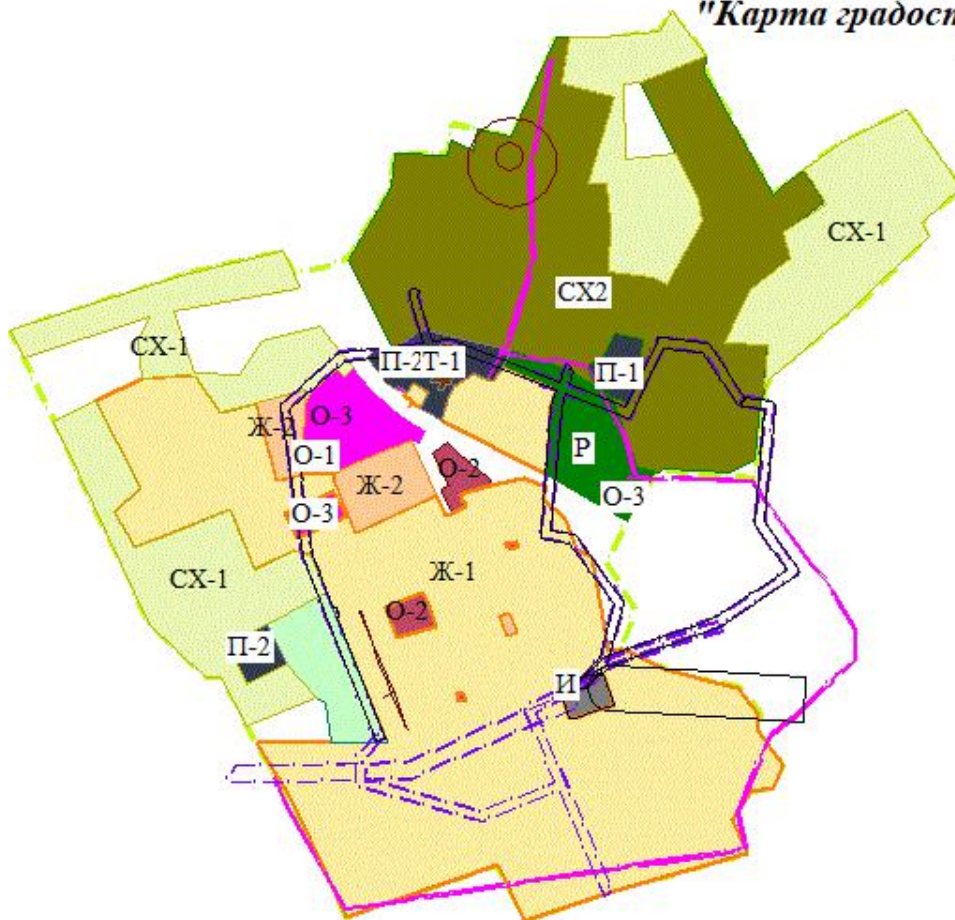 "Карта градост
СХ-1
СХ2
СХ-1
П-2Т-1
П-1
Ж-2
О-3
О-1
Ж-2
О-2
Р
О-3
О-3
СХ-1
Ж-1
О-2
П-2
И